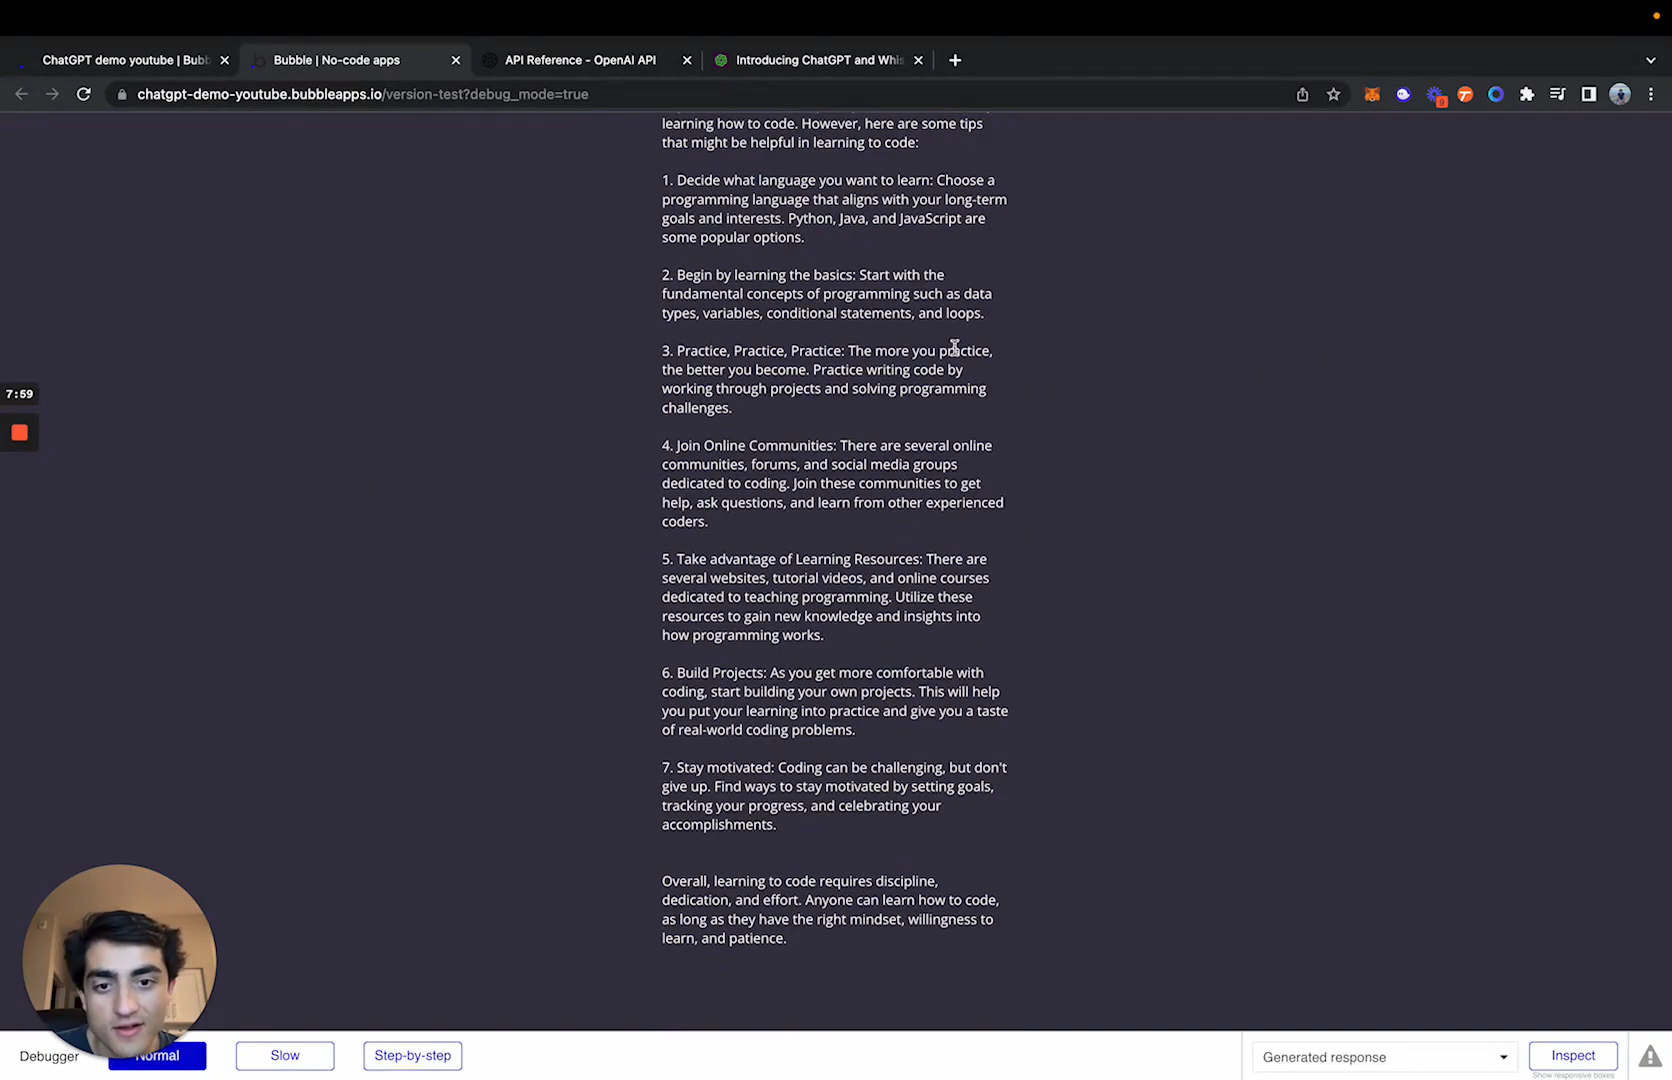 ChatGPT demo youtube | Bubb
Bubble | No-code apps
API Reference - OpenAI API
Introducing ChatGPT and Whis
chatgpt-demo-youtube.bubbleapps.io/version-test?debug_mode=true
learning how to code. However, here are some tips
that might be helpful in learning to code:
1. Decide what language you want to learn: Choose a
programming language that aligns with your long-term
goals and interests. Python, Java, and JavaScript are
some popular options.
2. Begin by learning the basics: Start with the
fundamental concepts of programming such as data
types, variables, conditional statements, and loops.
3. Practice, Practice, Practice: The more you practice,
the better you become. Practice writing code by
working through projects and solving programming
challenges.
7:59
4. Join Online Communities: There are several online
communities, forums, and social media groups
dedicated to coding. Join these communities to get
help, ask questions, and learn from other experienced
coders.
5. Take advantage of Learning Resources: There are
several websites, tutorial videos, and online courses
dedicated to teaching programming. Utilize these
resources to gain new knowledge and insights into
how programming works.
6. Build Projects: As you get more comfortable with
coding, start building your own projects. This will help
you put your learning into practice and give you a taste
of real-world coding problems.
7. Stay motivated: Coding can be challenging, but don't
give up. Find ways to stay motivated by setting goals,
tracking your progress, and celebrating your
accomplishments.
Overall, learning to code requires discipline,
dedication, and effort. Anyone can learn how to code,
as long as they have the right mindset, willingness to
learn, and patience.
Debugger
Normal
Slow
Step-by-step
Generated response
Inspect
Show responsive boxes